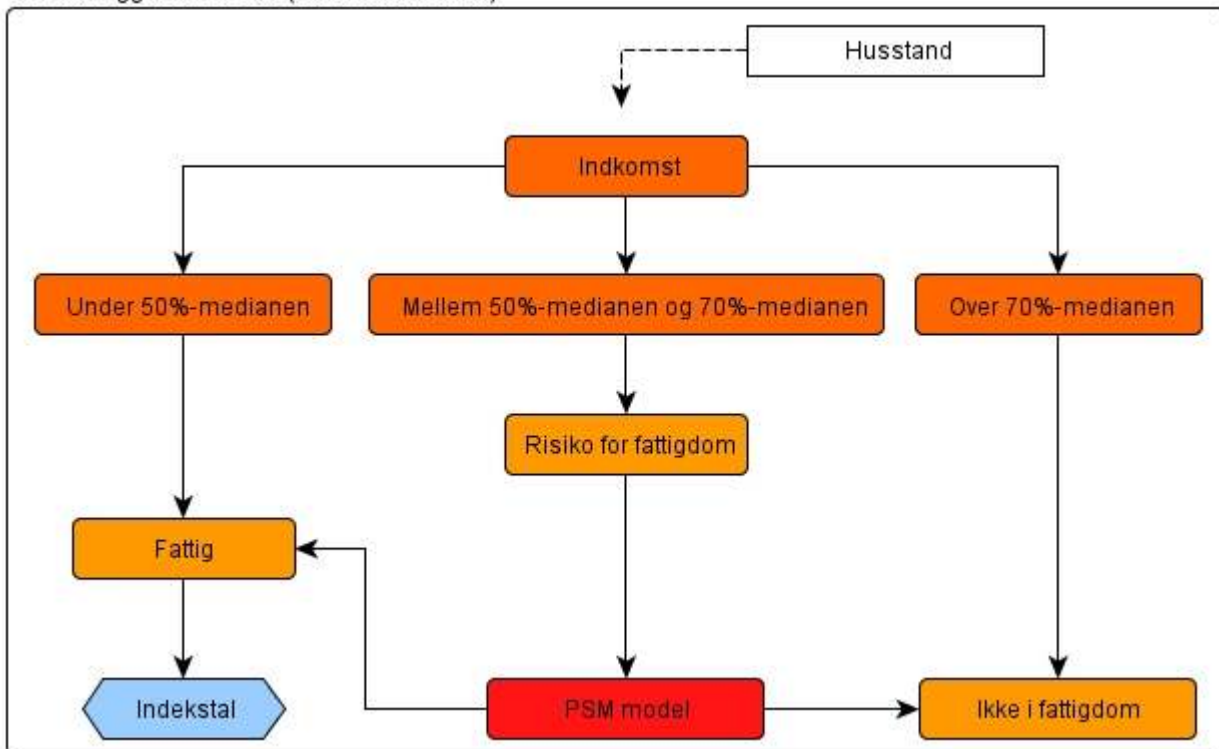 Husstand
Indkomst
Under 50%-medianen
Mellem 50%-medianen og 70%-medianen
Over 70%-medianen
Risiko for fattigdom
Fattig
Indekstal
PSM model
Ikke i fattigdom